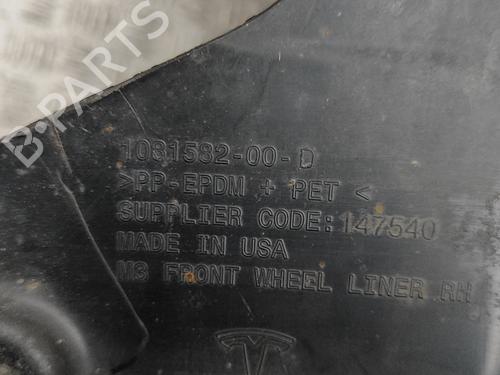 B-PARTS
1081582-00-D
>PP-EPDM + PET <
SUPPLIER CODE: 147540
MADE IN USA
M3 FRONT WHEEL LINER RH